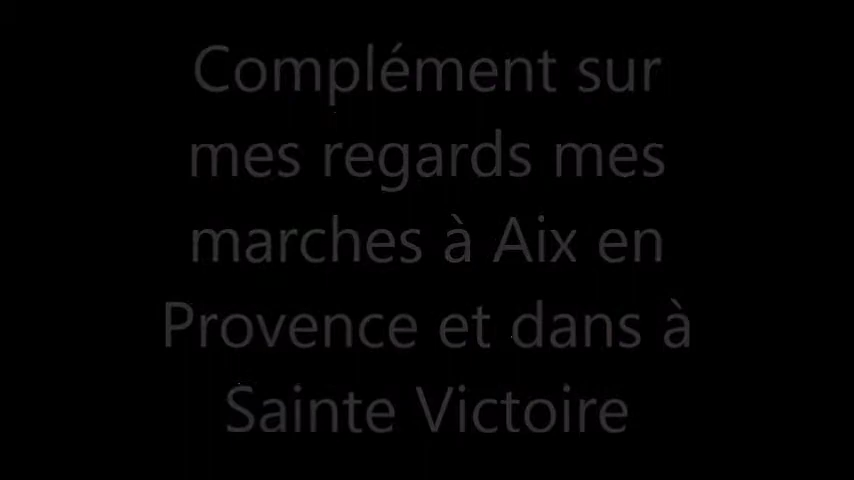 Complément sur
mes regards mes
marches à Aix en
Provence et dans à
Sainte Victoire